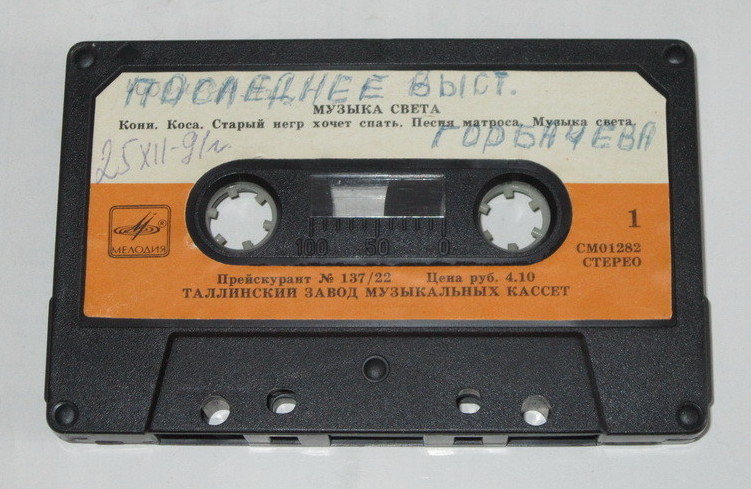 ПОСЛЕДНЕЕ ВЫСТ.
МУЗЫКА СВЕТА
Кони. Коса. Старый негр хочет спать. Песня матроса. Музыка света
ГОРБАЧЕВА
25 XII-91г.
МЕЛОДИЯ
100 50 0
1
СМ01282
СТЕРЕО
Прейскурант № 137/22 Цена руб. 4.10
ТАЛЛИНСКИЙ ЗАВОД МУЗЫКАЛЬНЫХ КАССЕТ